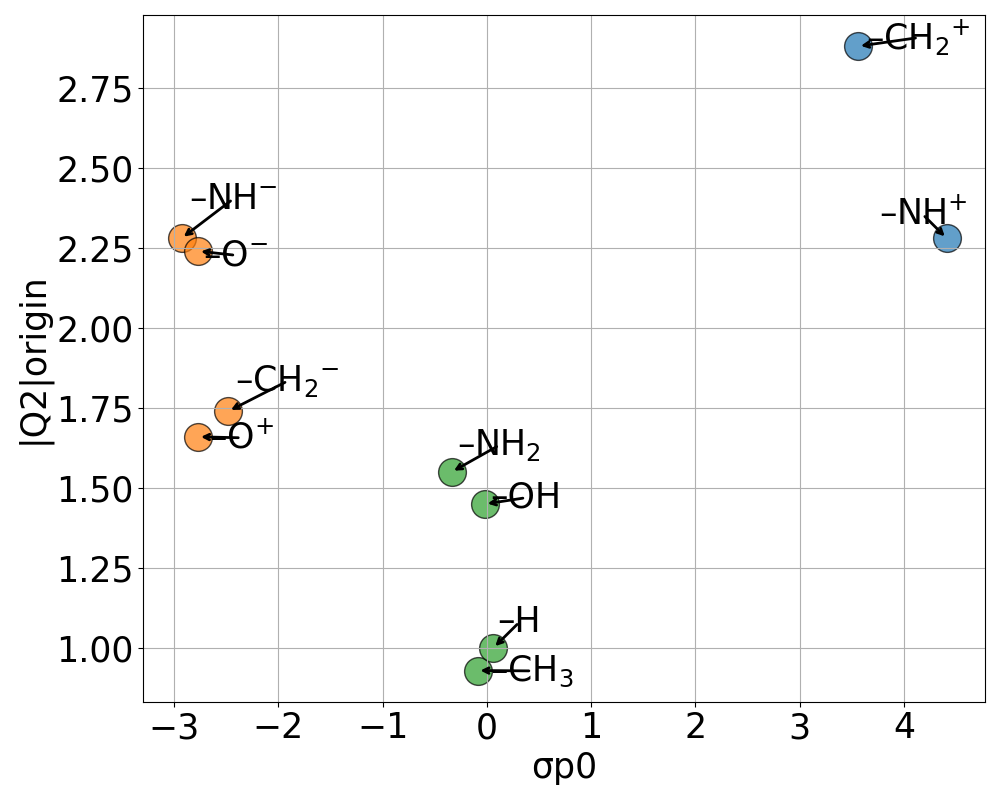 –CH₂⁺
2.75
2.50
–NH⁻
–NH⁺
2.25
–O⁻
2.00
|Q2|origin
–CH₂⁻
1.75
–O⁺
–NH₂
1.50
–OH
1.25
–H
1.00
–CH₃
−3 −2 −1 0 1 2 3 4
σp0